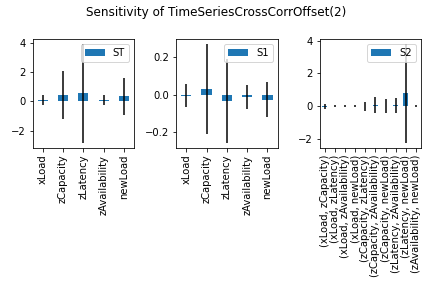 Sensitivity of TimeSeriesCrossCorrOffset(2)
4
2
0
−2
ST
xLoad
zCapacity
zLatency
zAvailability
newLoad
0.2
0.0
−0.2
S1
xLoad
zCapacity
zLatency
zAvailability
newLoad
4
2
0
−2
S2
(xLoad, zCapacity)
(xLoad, zLatency)
(xLoad, zAvailability)
(xLoad, newLoad)
(zCapacity, zLatency)
(zCapacity, zAvailability)
(zCapacity, newLoad)
(zLatency, zAvailability)
(zLatency, newLoad)
(zAvailability, newLoad)